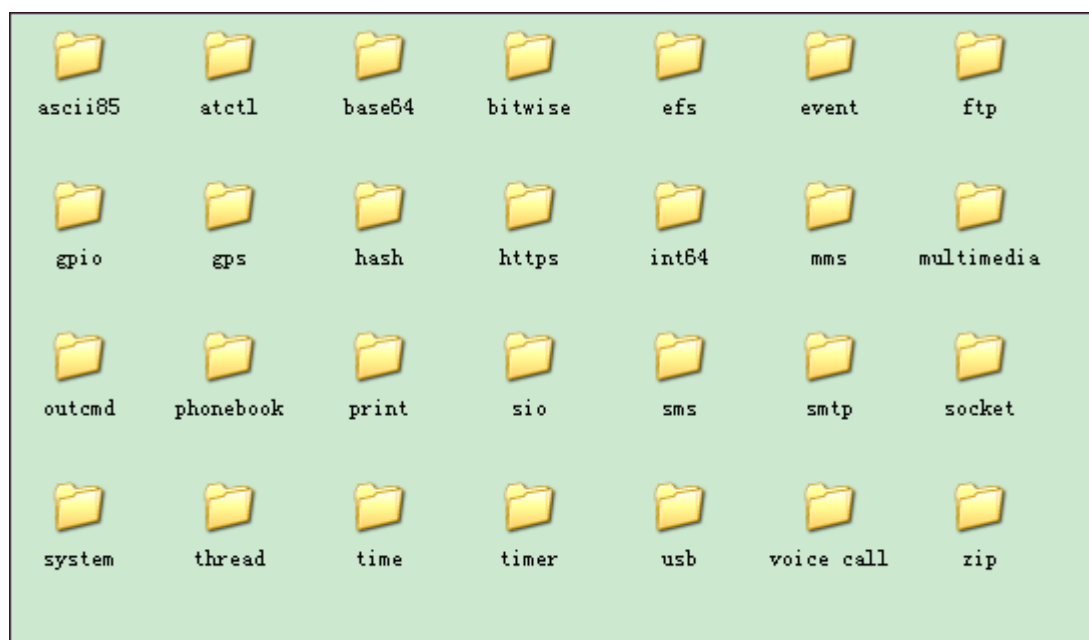 ascii85 atctl base64 bitwise efs event ftp
gpio gps hash https int64 mms multimedia
outcmd phonebook print sio sms smtp socket
system thread time timer usb voice call zip